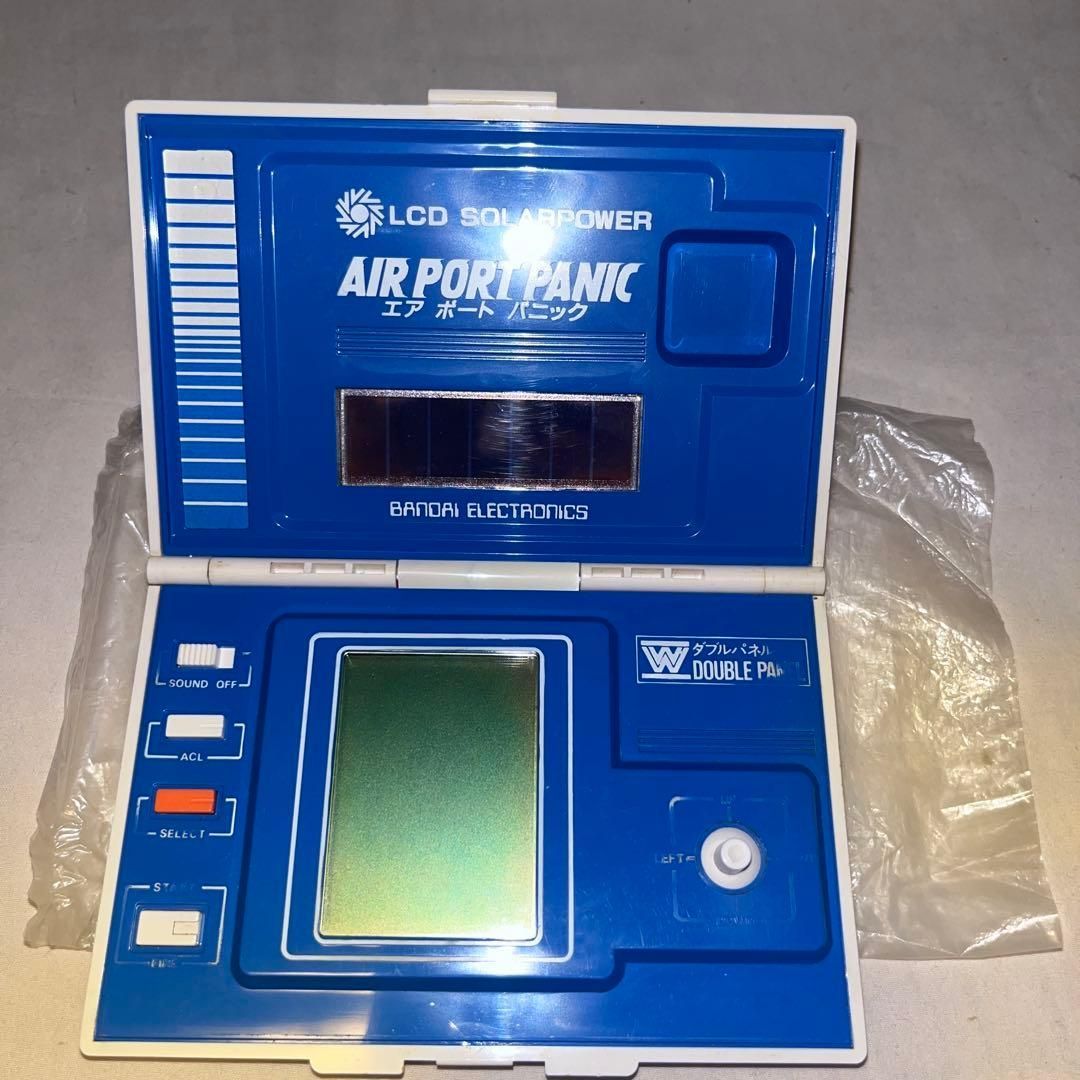 LCD SOLARPOWER
AIR PORT PANIC
エア ポート パニック
BANDAI ELECTRONICS
SOUND OFF
ACL
SELECT
START
W ダブルパネル
DOUBLE PANEL
LEFT